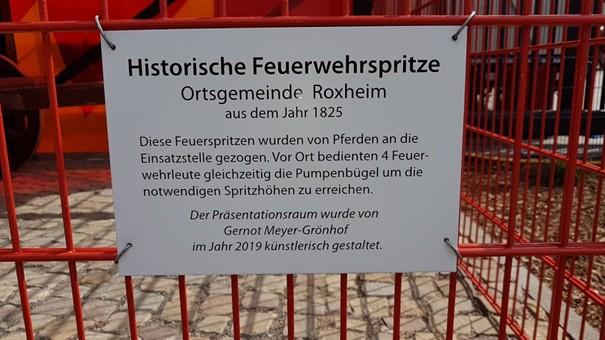 Historische Feuerwehrspritze
Ortsgemeinde Roxheim
aus dem Jahr 1825
Diese Feuerspritzen wurden von Pferden an die
Einsatzstelle gezogen. Vor Ort bedienten 4 Feuer-
wehrleute gleichzeitig die Pumpenbügel um die
notwendigen Spritzhöhen zu erreichen.
Der Präsentationsraum wurde von
Gernot Meyer-Grönhof
im Jahr 2019 künstlerisch gestaltet.